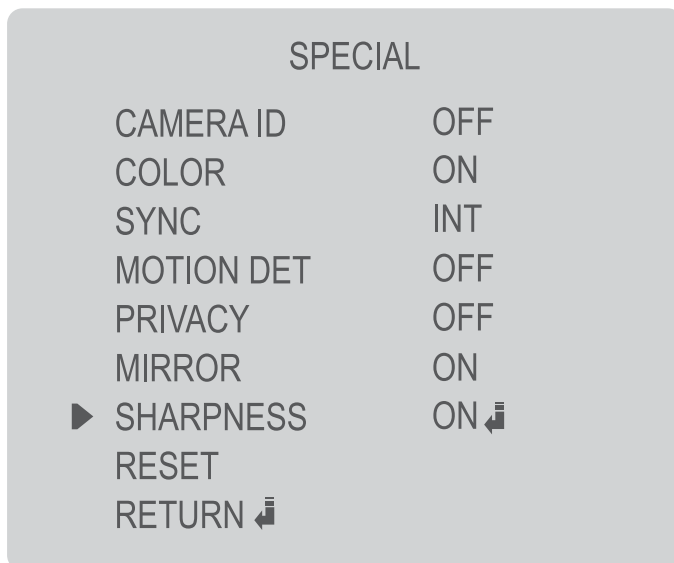 SPECIAL
CAMERA ID OFF
COLOR ON
SYNC INT
MOTION DET OFF
PRIVACY OFF
MIRROR ON
SHARPNESS ON
RESET
RETURN